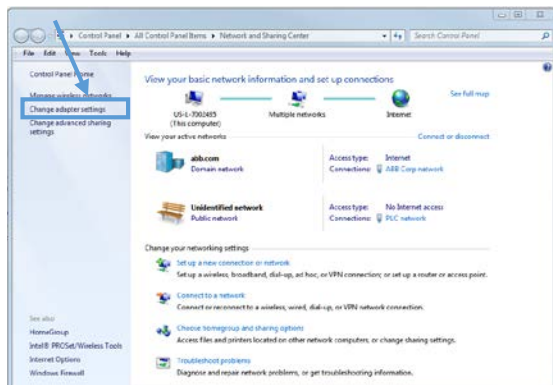 Control Panel ▸ All Control Panel Items ▸ Network and Sharing Center
Search Control Panel
File Edit View Tools Help
Control Panel Home
Manage wireless networks
Change adapter settings
Change advanced sharing
settings
View your basic network information and set up connections
See full map
(This computer)
Multiple networks
Internet
View your active networks
Connect or disconnect
abb.com
Domain network
Access type: Internet
Connections: ABB Corp network
Unidentified network
Public network
Access type: No Internet access
Connections: PLC network
Change your networking settings
Set up a new connection or network
Set up a wireless, broadband, dial-up, ad hoc, or VPN connection; or set up a router or access point.
Connect to a network
Connect or reconnect to a wireless, wired, dial-up, or VPN network connection.
Choose homegroup and sharing options
Access files and printers located on other network computers, or change sharing settings.
Troubleshoot problems
Diagnose and repair network problems, or get troubleshooting information.
See also
HomeGroup
Intel® PROSet/Wireless Tools
Internet Options
Windows Firewall